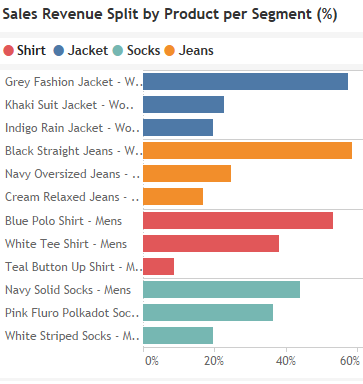 Sales Revenue Split by Product per Segment (%)
Shirt Jacket Socks Jeans
Grey Fashion Jacket - W..
Khaki Suit Jacket - Wo..
Indigo Rain Jacket - Wo..
Black Straight Jeans - W..
Navy Oversized Jeans - ..
Cream Relaxed Jeans - ..
Blue Polo Shirt - Mens
White Tee Shirt - Mens
Teal Button Up Shirt - M..
Navy Solid Socks - Mens
Pink Fluro Polkadot Soc..
White Striped Socks - M..
0% 20% 40% 60%